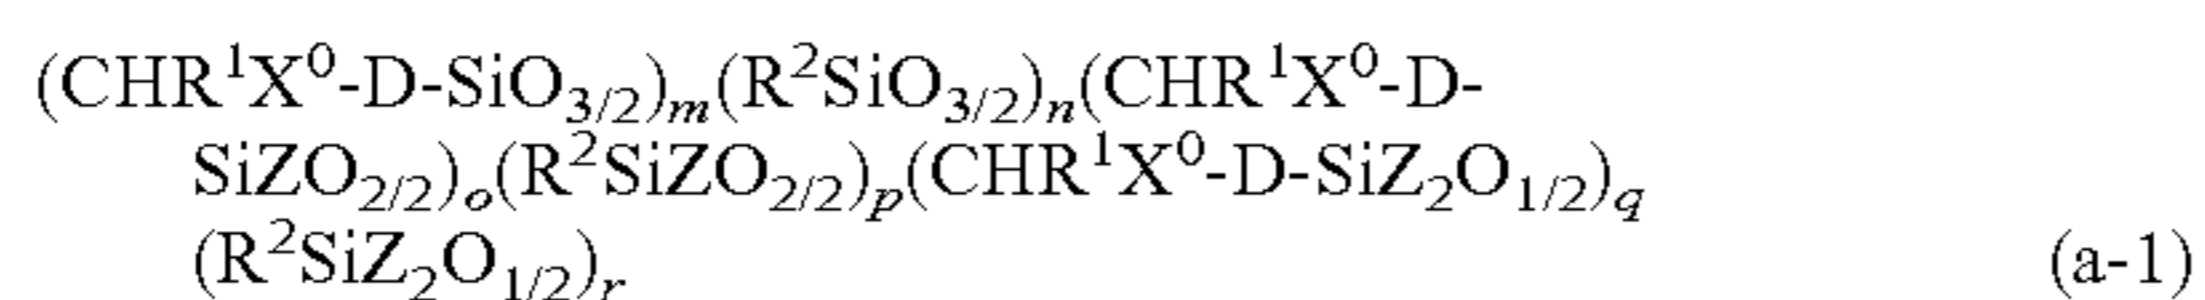 (CHR¹X⁰-D-SiO₃/₂)ₘ(R²SiO₃/₂)ₙ(CHR¹X⁰-D-
SiZO₂/₂)ₒ(R²SiZO₂/₂)ₚ(CHR¹X⁰-D-SiZ₂O₁/₂)q
(R²SiZ₂O₁/₂)ᵣ (a-1)